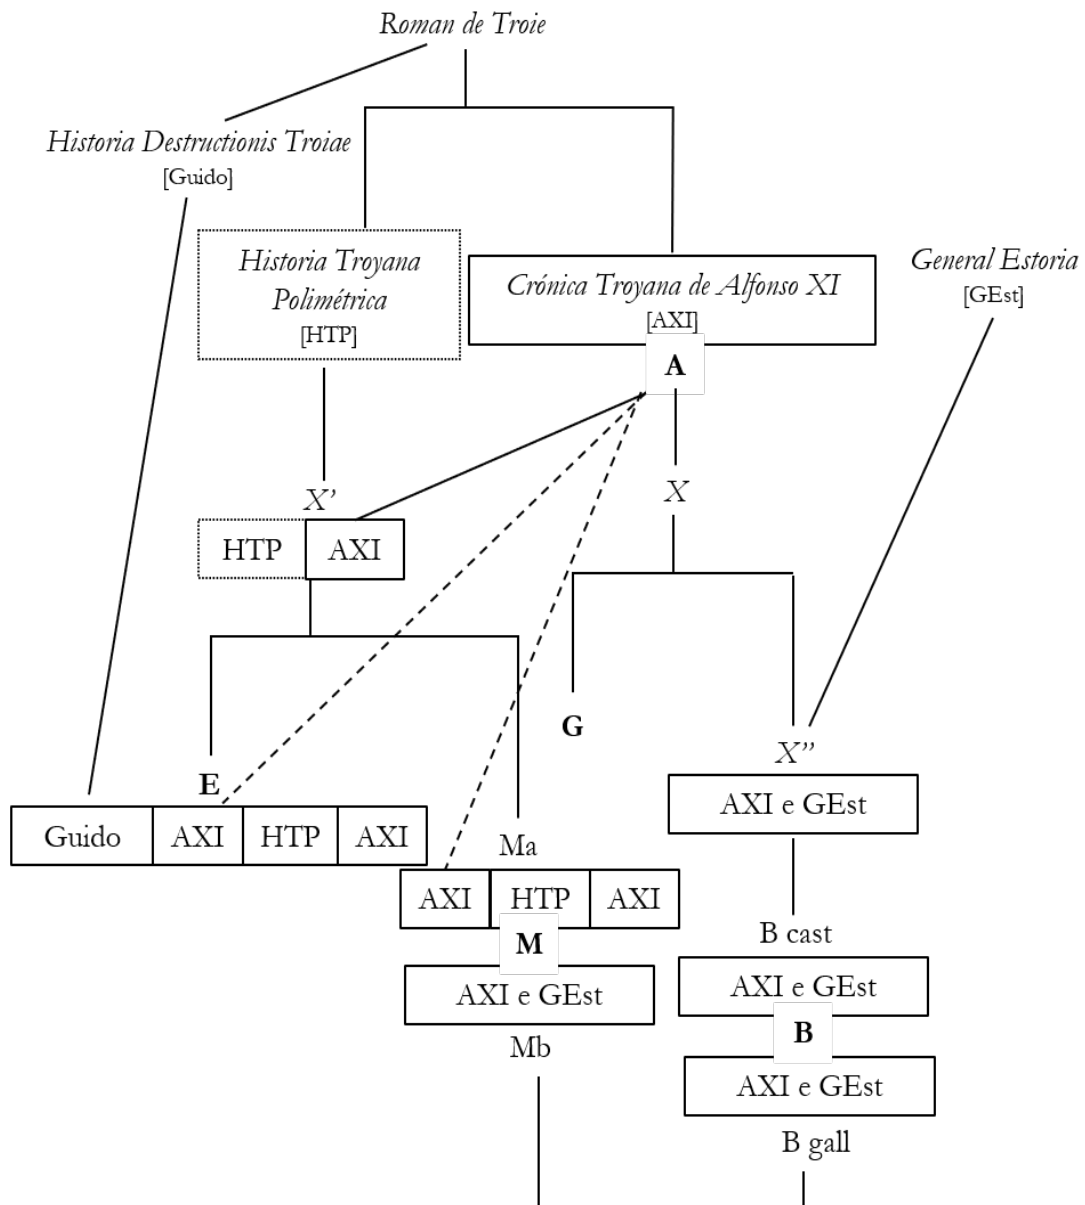 Roman de Troie
Historia Destructionis Troiae
[Guido]
Historia Troyana
Polimétrica
[HTP]
Crónica Troyana de Alfonso XI
[AXI]
General Estoria
[GEst]
A
X'
X
HTP
AXI
G
X''
E
AXI e GEst
Guido
AXI
HTP
AXI
Ma
AXI
HTP
AXI
B cast
M
AXI e GEst
AXI e GEst
B
Mb
AXI e GEst
B gall